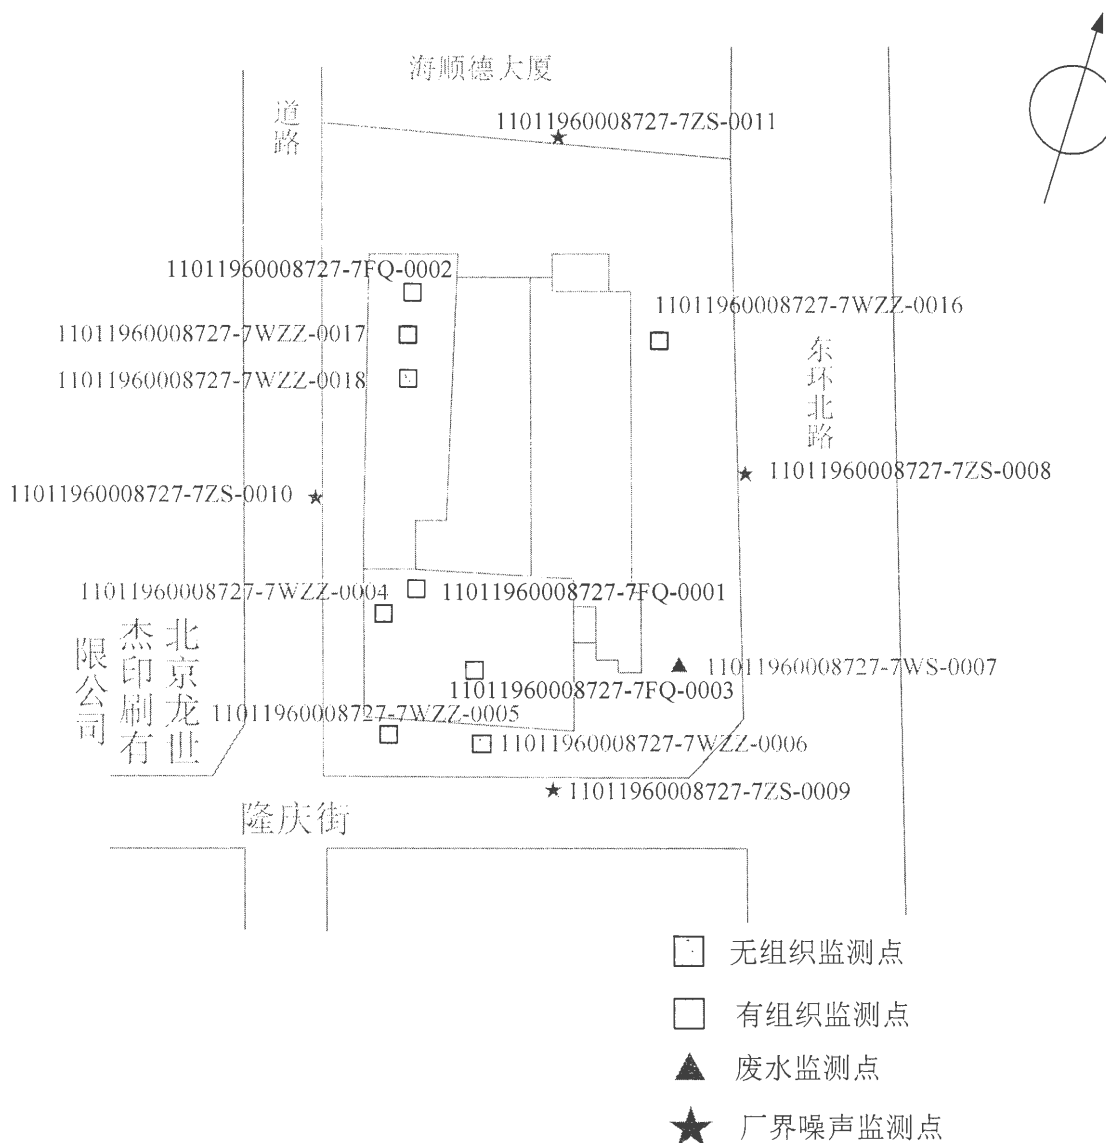 海顺德大厦
道路
11011960008727-7ZS-0011
11011960008727-7FQ-0002
11011960008727-7WZZ-0016
11011960008727-7WZZ-0017
11011960008727-7WZZ-0018
东环北路
11011960008727-7ZS-0008
11011960008727-7ZS-0010
11011960008727-7WZZ-0004
11011960008727-7FQ-0001
北京龙世
杰印刷有
限公司
11011960008727-7WS-0007
11011960008727-7FQ-0003
11011960008727-7WZZ-0005
11011960008727-7WZZ-0006
11011960008727-7ZS-0009
隆庆街
无组织监测点
有组织监测点
废水监测点
厂界噪声监测点